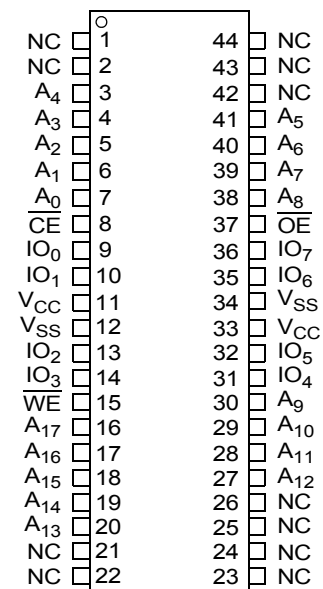 NC 1 44 NC
NC 2 43 NC
A4 3 42 NC
A3 4 41 A5
A2 5 40 A6
A1 6 39 A7
A0 7 38 A8
CE 8 37 OE
IO0 9 36 IO7
IO1 10 35 IO6
VCC 11 34 VSS
VSS 12 33 VCC
IO2 13 32 IO5
IO3 14 31 IO4
WE 15 30 A9
A17 16 29 A10
A16 17 28 A11
A15 18 27 A12
A14 19 26 NC
A13 20 25 NC
NC 21 24 NC
NC 22 23 NC